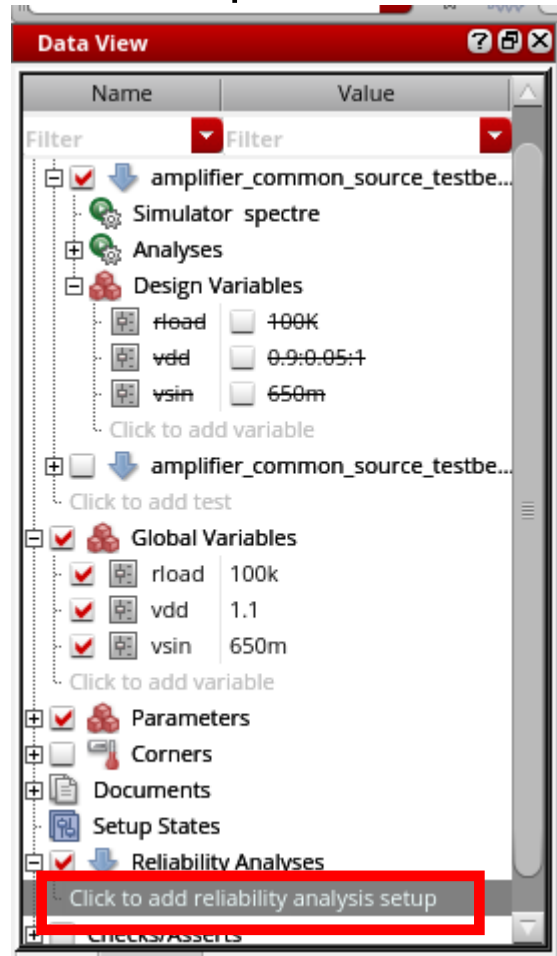 Data View
Name Value
Filter Filter
amplifier_common_source_testbe...
Simulator spectre
Analyses
Design Variables
rload 100K
vdd 0.9:0.05:1
vsin 650m
Click to add variable
amplifier_common_source_testbe...
Click to add test
Global Variables
rload 100k
vdd 1.1
vsin 650m
Click to add variable
Parameters
Corners
Documents
Setup States
Reliability Analyses
Click to add reliability analysis setup
Checks/Asserts